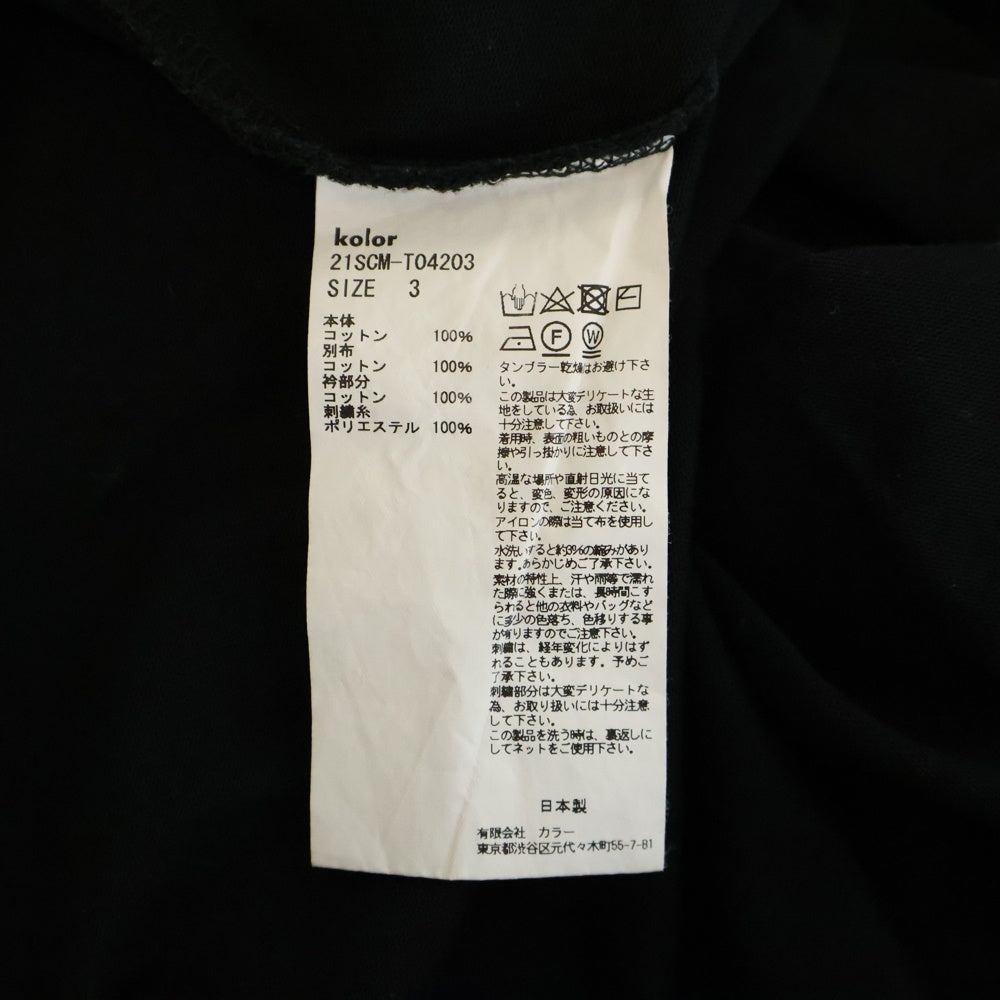 kolor
21SCM-T04203
SIZE 3
本体
コットン 100%
別布
コットン 100%
衿部分
コットン 100%
刺繍糸
ポリエステル 100%
F W
タンブラー乾燥はお避け下さ
い。
この製品は大変デリケートな生
地をしている為、お取扱いには
十分注意して下さい。
着用時、表面の粗いものとの摩
擦や引っ掛かりに注意して下さ
い。
高温な場所や直射日光に当て
ると、変色、変形の原因にな
りますので、ご注意ください。
アイロンの際は当て布を使用し
て下さい。
水洗いすると約3%の縮みがあり
ます。あらかじめご了承下さい。
素材の特性上、汗や雨等で濡れ
た際に強くまたは、長時間こす
られると他の衣料やバッグなど
に多少の色落ち、色移りする事
が有りますのでご注意下さい。
刺繍は、経年変化によりはず
れることもあります。予めご
了承下さい。
刺繍部分は大変デリケートな
為、お取り扱いには十分注意
して下さい。
この製品を洗う時は、裏返しに
してネットをご使用下さい。
日本製
有限会社 カラー
東京都渋谷区元代々木町55-7-B1